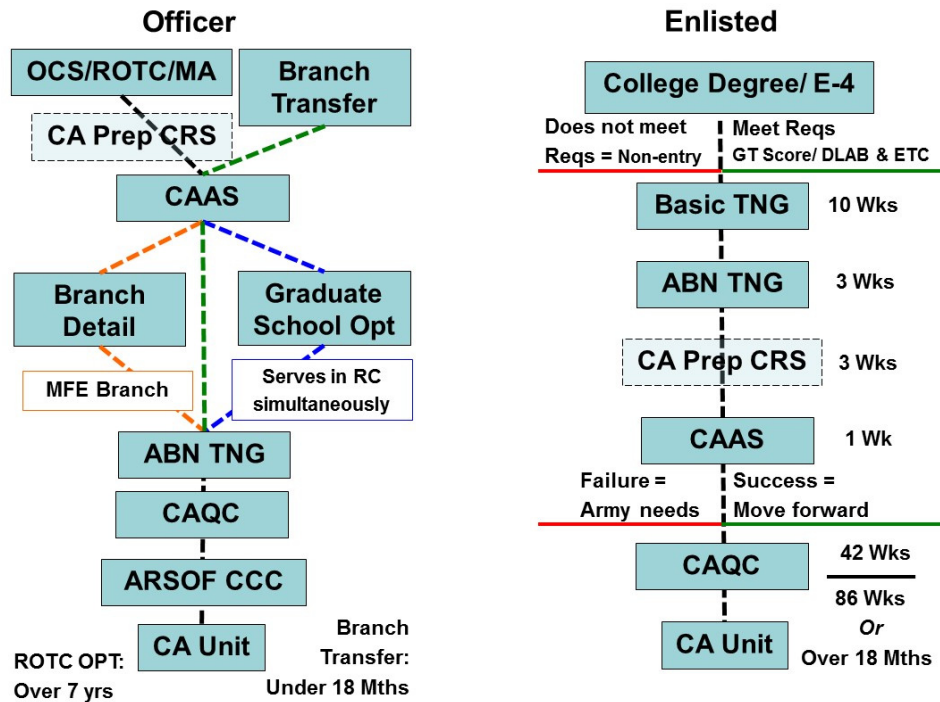 Officer
OCS/ROTC/MA
Branch
Transfer
CA Prep CRS
CAAS
Branch
Detail
Graduate
School Opt
MFE Branch
Serves in RC
simultaneously
ABN TNG
CAQC
ARSOF CCC
CA Unit
ROTC OPT:
Over 7 yrs
Branch
Transfer:
Under 18 Mths
Enlisted
College Degree/ E-4
Does not meet
Reqs = Non-entry
Meet Reqs
GT Score/ DLAB & ETC
Basic TNG
10 Wks
ABN TNG
3 Wks
CA Prep CRS
3 Wks
CAAS
1 Wk
Failure =
Army needs
Success =
Move forward
CAQC
42 Wks
86 Wks
Or
Over 18 Mths
CA Unit